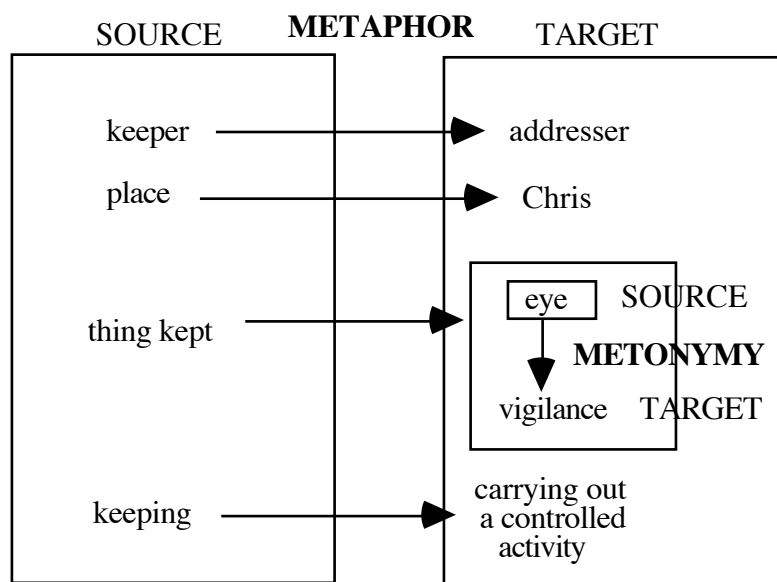 METAPHOR
SOURCE TARGET
keeper addresser
place Chris
eye SOURCE
thing kept
METONYMY
vigilance TARGET
keeping
carrying out
a controlled
activity